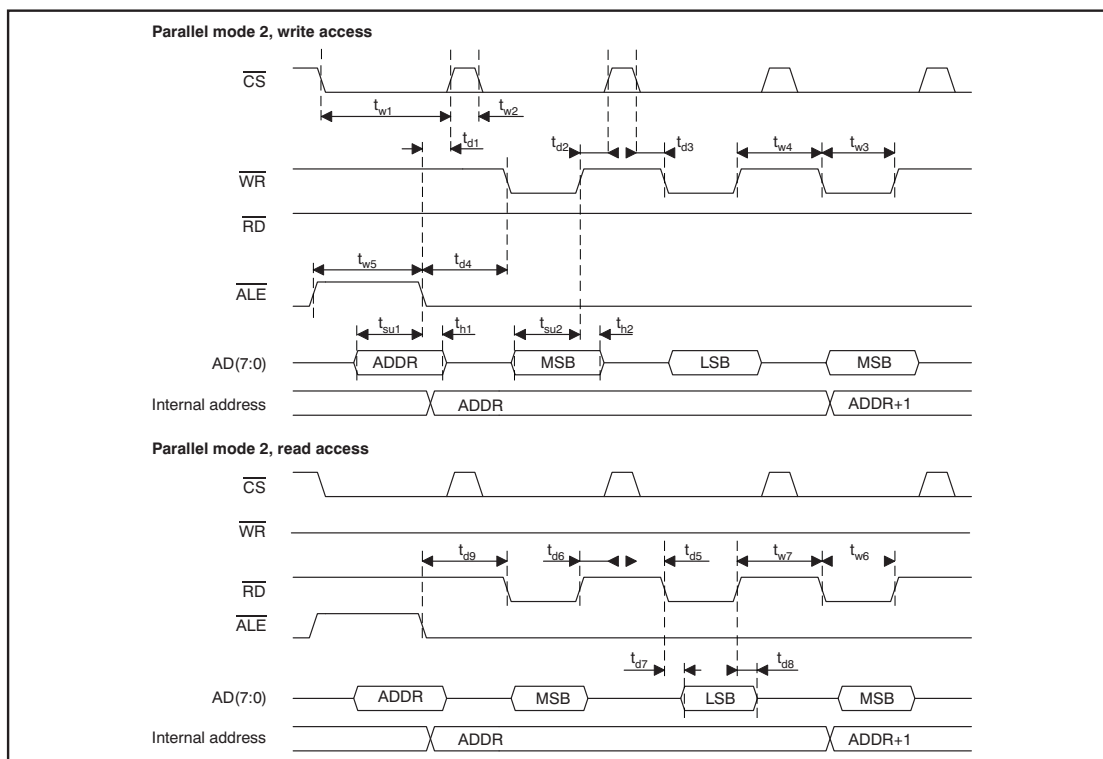 Parallel mode 2, write access
CS
tw1
tw2
td1
td2
td3
tw4
tw3
WR
RD
tw5
td4
ALE
tsu1
th1
tsu2
th2
AD(7:0)
ADDR
MSB
LSB
MSB
Internal address
ADDR
ADDR+1
Parallel mode 2, read access
CS
WR
td9
td6
td5
tw7
tw6
RD
ALE
td7
td8
AD(7:0)
ADDR
MSB
LSB
MSB
Internal address
ADDR
ADDR+1